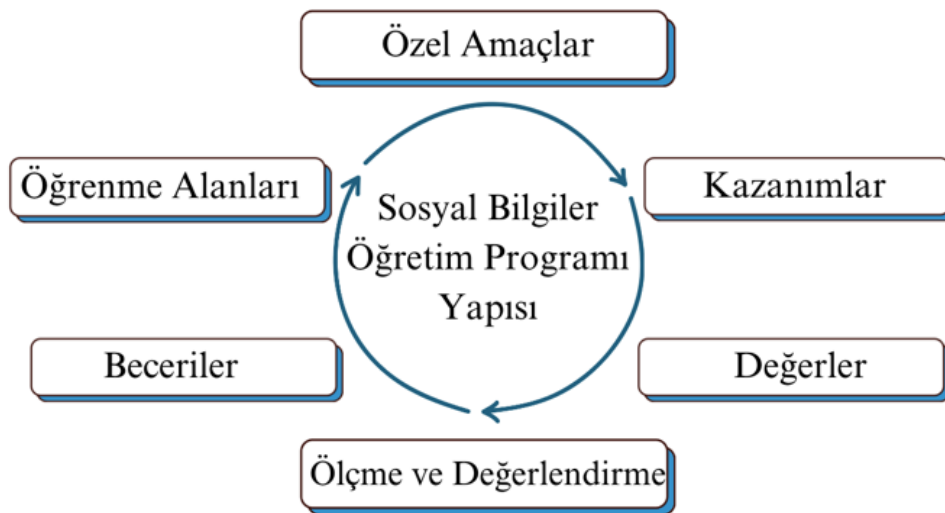 Özel Amaçlar
Öğrenme Alanları
Kazanımlar
Sosyal Bilgiler
Öğretim Programı
Yapısı
Beceriler
Değerler
Ölçme ve Değerlendirme